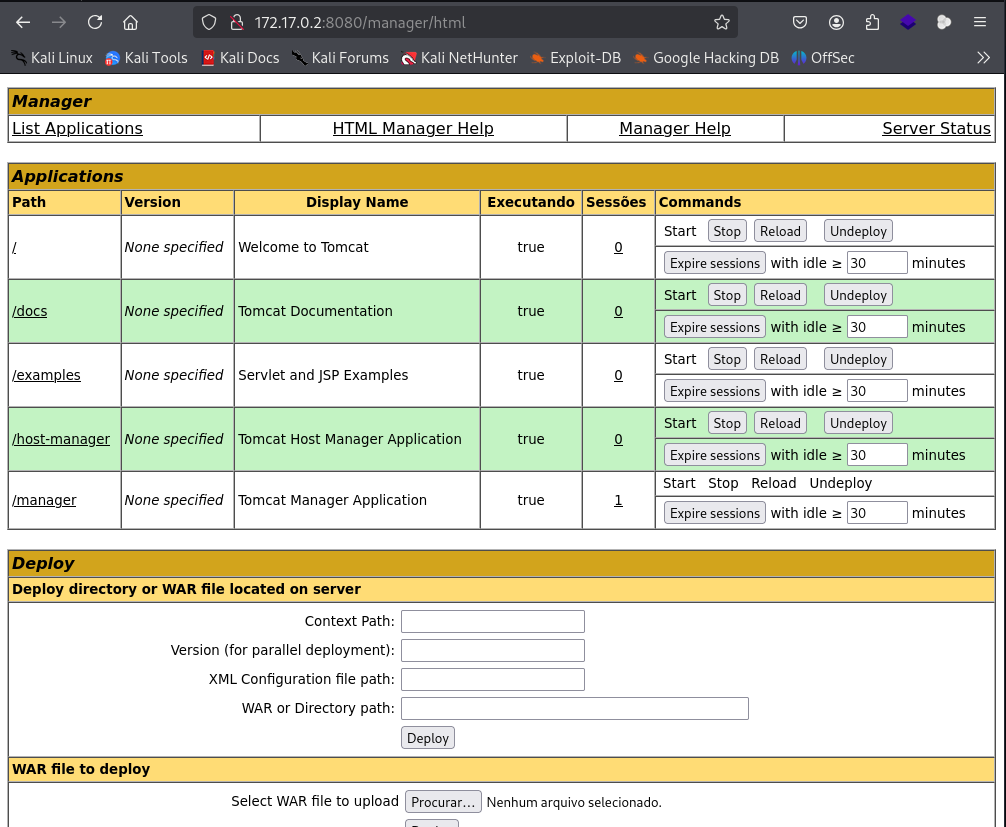 172.17.0.2:8080/manager/html
Kali Linux Kali Tools Kali Docs Kali Forums Kali NetHunter Exploit-DB Google Hacking DB OffSec
Manager
List Applications HTML Manager Help Manager Help Server Status
Applications
Path Version Display Name Executando Sessões Commands
/ None specified Welcome to Tomcat true 0 Start Stop Reload Undeploy
Expire sessions with idle ≥ 30 minutes
/docs None specified Tomcat Documentation true 0 Start Stop Reload Undeploy
Expire sessions with idle ≥ 30 minutes
/examples None specified Servlet and JSP Examples true 0 Start Stop Reload Undeploy
Expire sessions with idle ≥ 30 minutes
/host-manager None specified Tomcat Host Manager Application true 0 Start Stop Reload Undeploy
Expire sessions with idle ≥ 30 minutes
/manager None specified Tomcat Manager Application true 1 Start Stop Reload Undeploy
Expire sessions with idle ≥ 30 minutes
Deploy
Deploy directory or WAR file located on server
Context Path:
Version (for parallel deployment):
XML Configuration file path:
WAR or Directory path:
Deploy
WAR file to deploy
Select WAR file to upload Procurar... Nenhum arquivo selecionado.